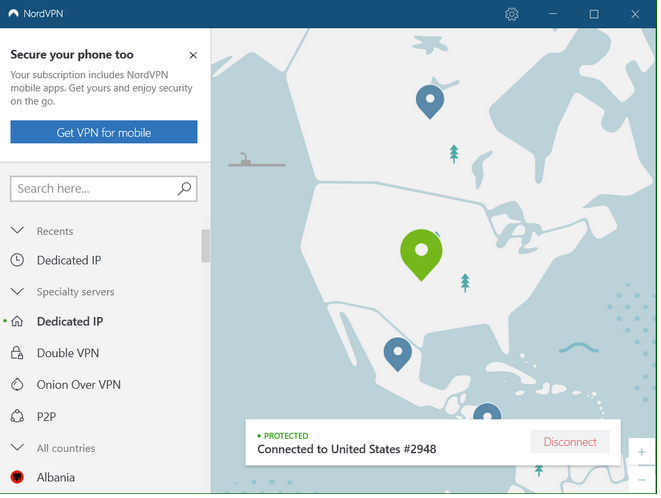 NordVPN
Secure your phone too
Your subscription includes NordVPN
mobile apps. Get yours and enjoy security
on the go.
Get VPN for mobile
Search here...
Recents
Dedicated IP
Specialty servers
Dedicated IP
Double VPN
Onion Over VPN
P2P
All countries
Albania
PROTECTED
Connected to United States #2948
Disconnect